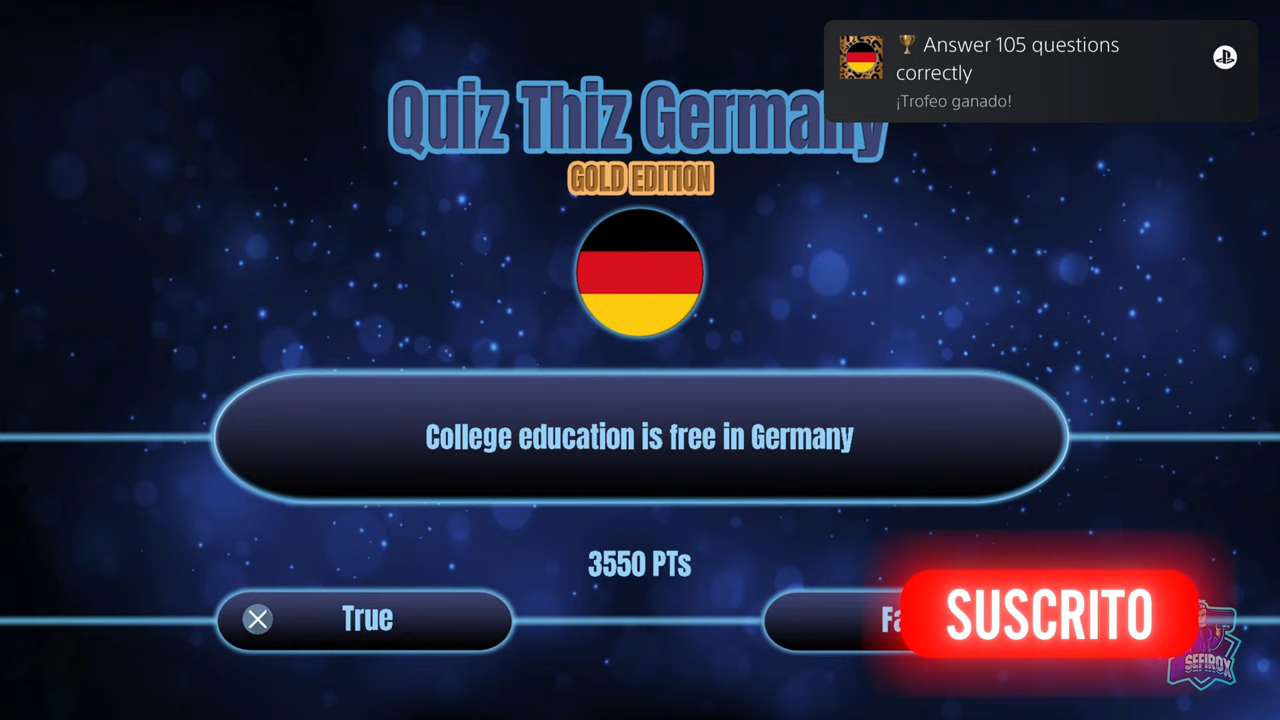 Answer 105 questions
correctly
¡Trofeo ganado!
Quiz Thiz Germany
GOLD EDITION
College education is free in Germany
3550 PTs
True
Fa
SUSCRITO
SEFIROX